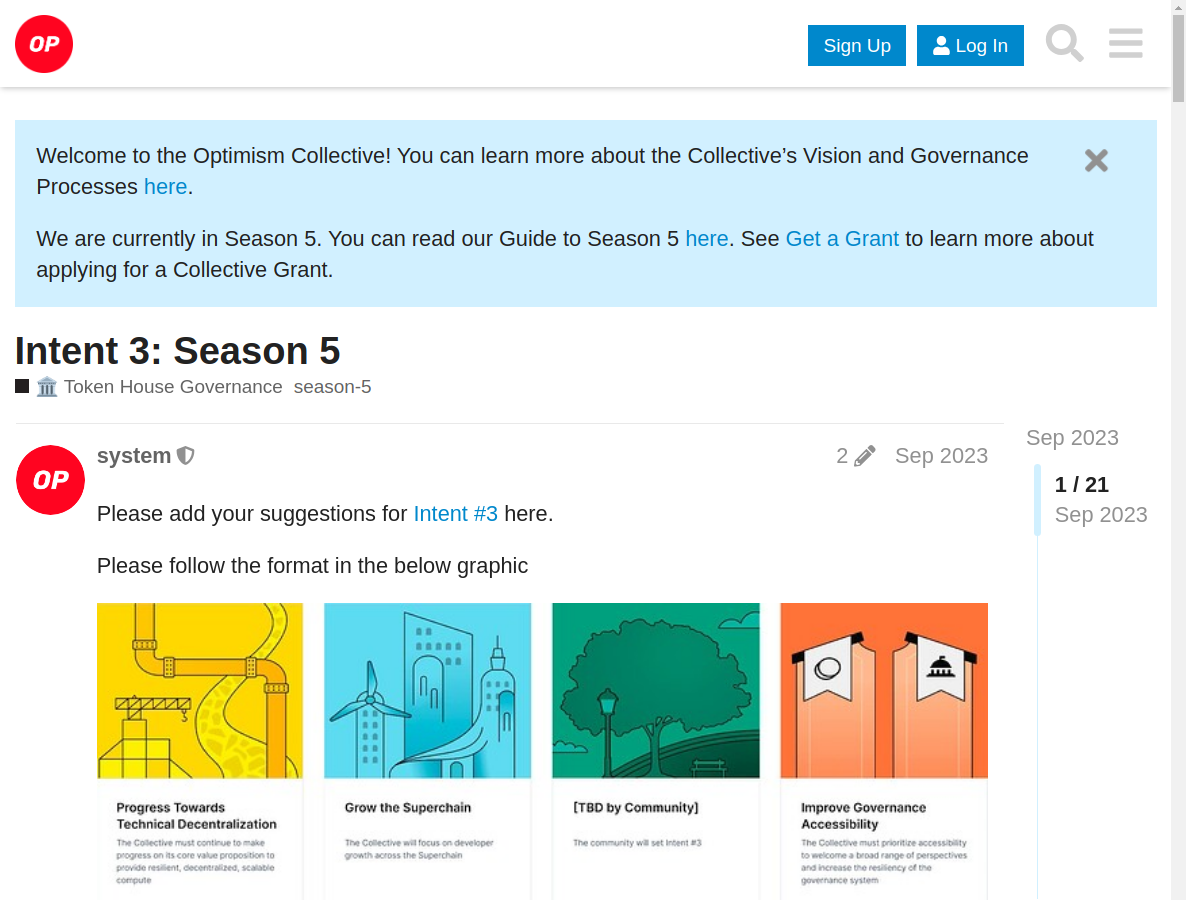 OP
Sign Up
Log In
Welcome to the Optimism Collective! You can learn more about the Collective’s Vision and Governance
Processes here.
We are currently in Season 5. You can read our Guide to Season 5 here. See Get a Grant to learn more about
applying for a Collective Grant.
Intent 3: Season 5
Token House Governance season-5
OP
system
2
Sep 2023
Sep 2023
1 / 21
Sep 2023
Please add your suggestions for Intent #3 here.
Please follow the format in the below graphic
Progress Towards
Technical Decentralization
The Collective must continue to make
progress on its core value proposition to
provide resilient, decentralized, scalable
compute
Grow the Superchain
The Collective will focus on developer
growth across the Superchain
[TBD by Community]
The community will set Intent #3
Improve Governance
Accessibility
The Collective must prioritize accessibility
to welcome a broad range of perspectives
and increase the resiliency of the
governance system